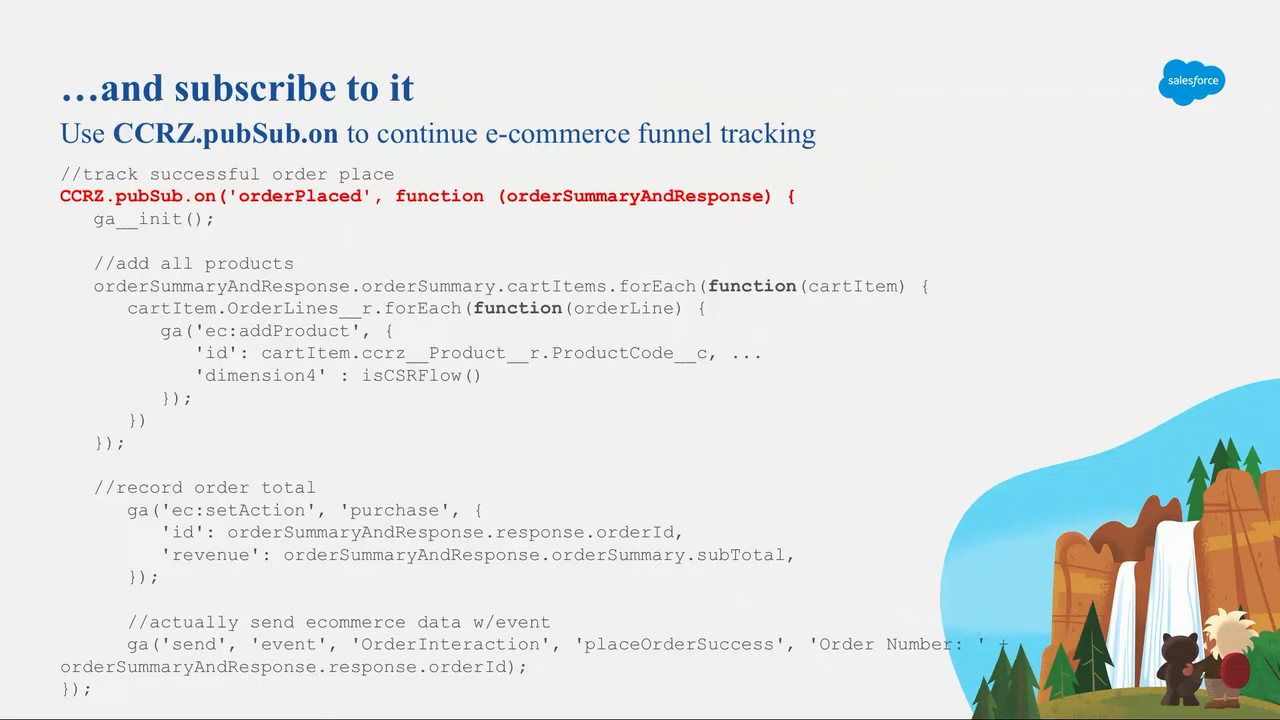 …and subscribe to it
salesforce
Use CCRZ.pubSub.on to continue e-commerce funnel tracking
//track successful order place
CCRZ.pubSub.on('orderPlaced', function (orderSummaryAndResponse) {
ga__init();
//add all products
orderSummaryAndResponse.orderSummary.cartItems.forEach(function(cartItem) {
cartItem.OrderLines__r.forEach(function(orderLine) {
ga('ec:addProduct', {
'id': cartItem.ccrz__Product__r.ProductCode__c, ...
'dimension4' : isCSRFlow()
});
})
});
//record order total
ga('ec:setAction', 'purchase', {
'id': orderSummaryAndResponse.response.orderId,
'revenue': orderSummaryAndResponse.orderSummary.subTotal,
});
//actually send ecommerce data w/event
ga('send', 'event', 'OrderInteraction', 'placeOrderSuccess', 'Order Number: ' +
orderSummaryAndResponse.response.orderId);
});